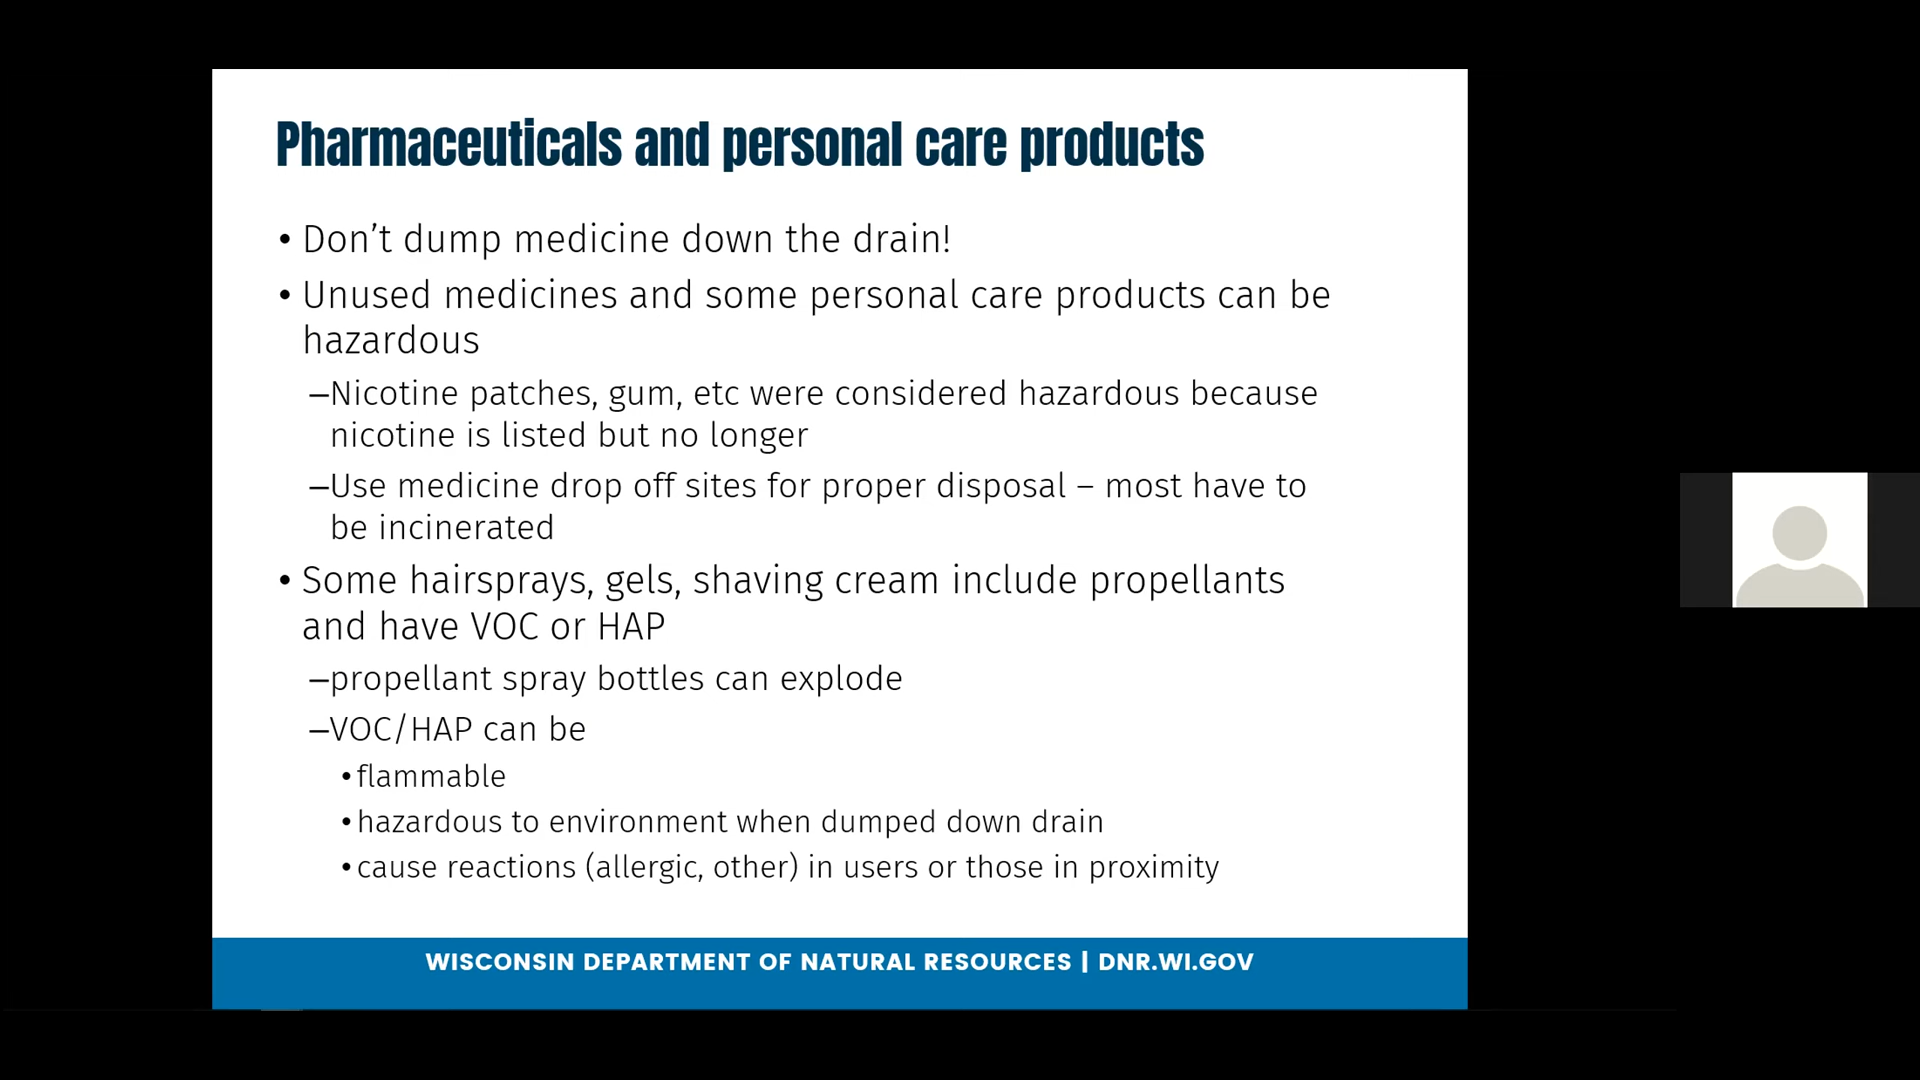 Pharmaceuticals and personal care products
• Don’t dump medicine down the drain!
• Unused medicines and some personal care products can be
hazardous
–Nicotine patches, gum, etc were considered hazardous because
nicotine is listed but no longer
–Use medicine drop off sites for proper disposal – most have to
be incinerated
• Some hairsprays, gels, shaving cream include propellants
and have VOC or HAP
–propellant spray bottles can explode
–VOC/HAP can be
• flammable
• hazardous to environment when dumped down drain
• cause reactions (allergic, other) in users or those in proximity
WISCONSIN DEPARTMENT OF NATURAL RESOURCES | DNR.WI.GOV